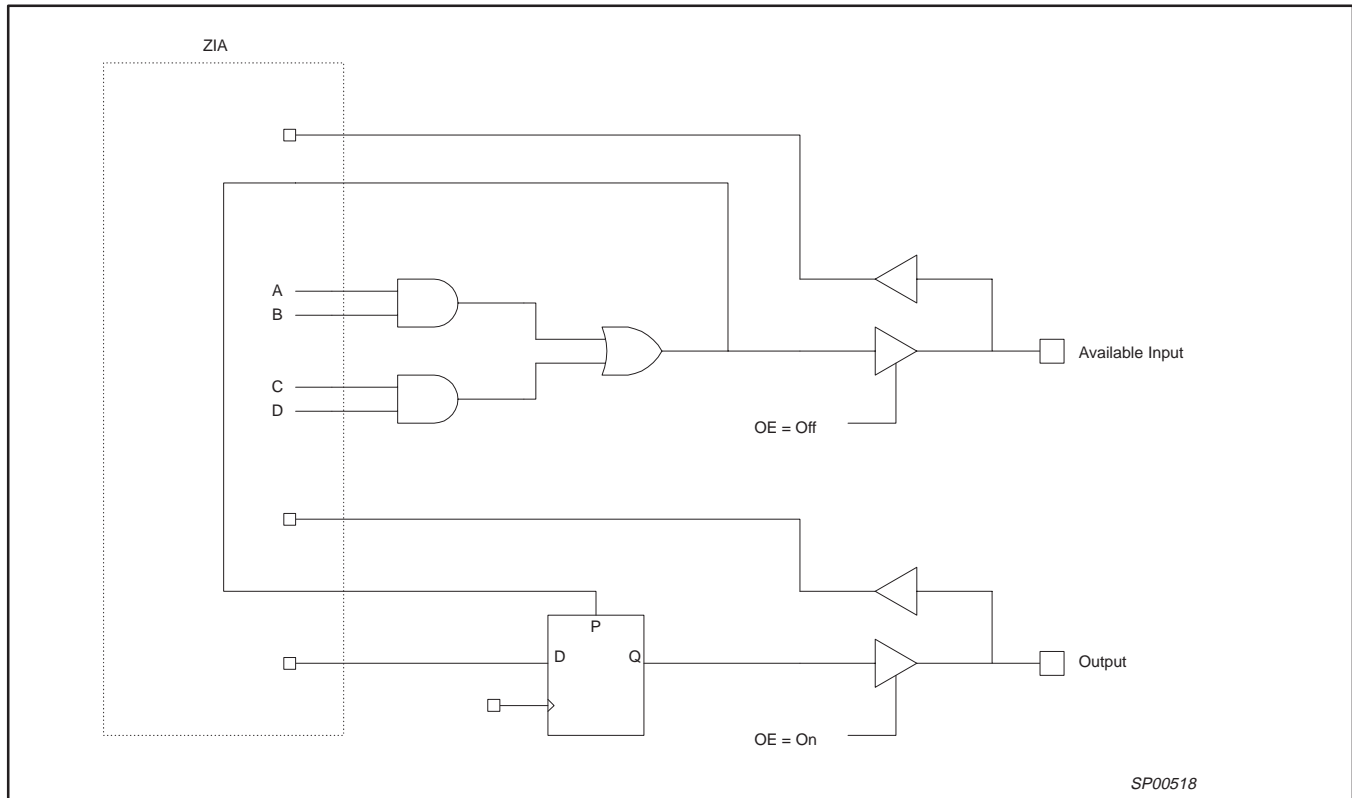 ZIA
A
B
Available Input
C
D
OE = Off
P
D
Q
Output
OE = On
SP00518